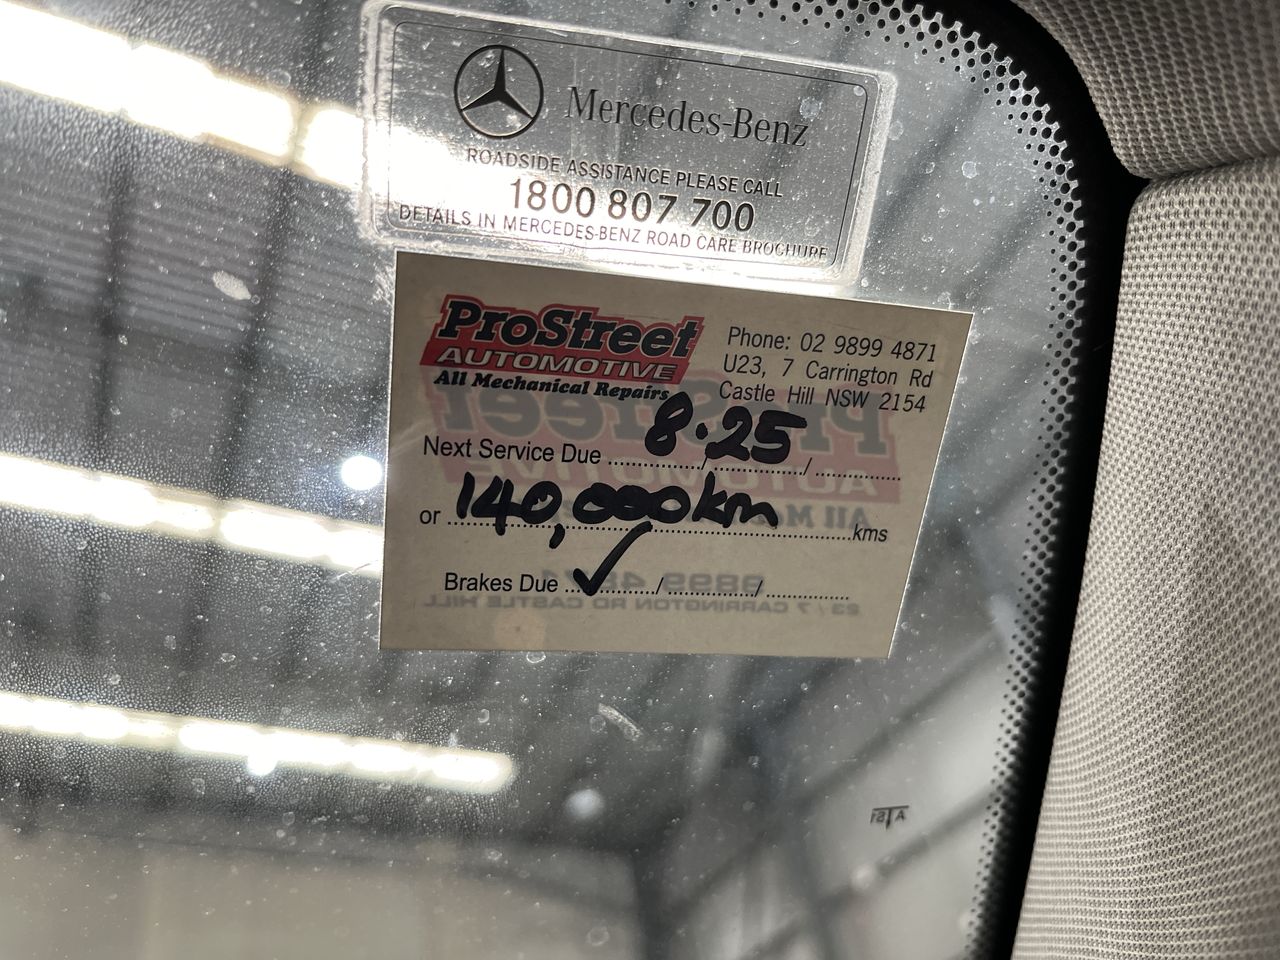 Mercedes-Benz
ROADSIDE ASSISTANCE PLEASE CALL
1800 807 700
DETAILS IN MERCEDES-BENZ ROAD CARE BROCHURE
ProStreet
AUTOMOTIVE
All Mechanical Repairs
Phone: 02 9899 4871
U23, 7 Carrington Rd
Castle Hill NSW 2154
Next Service Due 8.25
or 140,000km kms
Brakes Due ✓